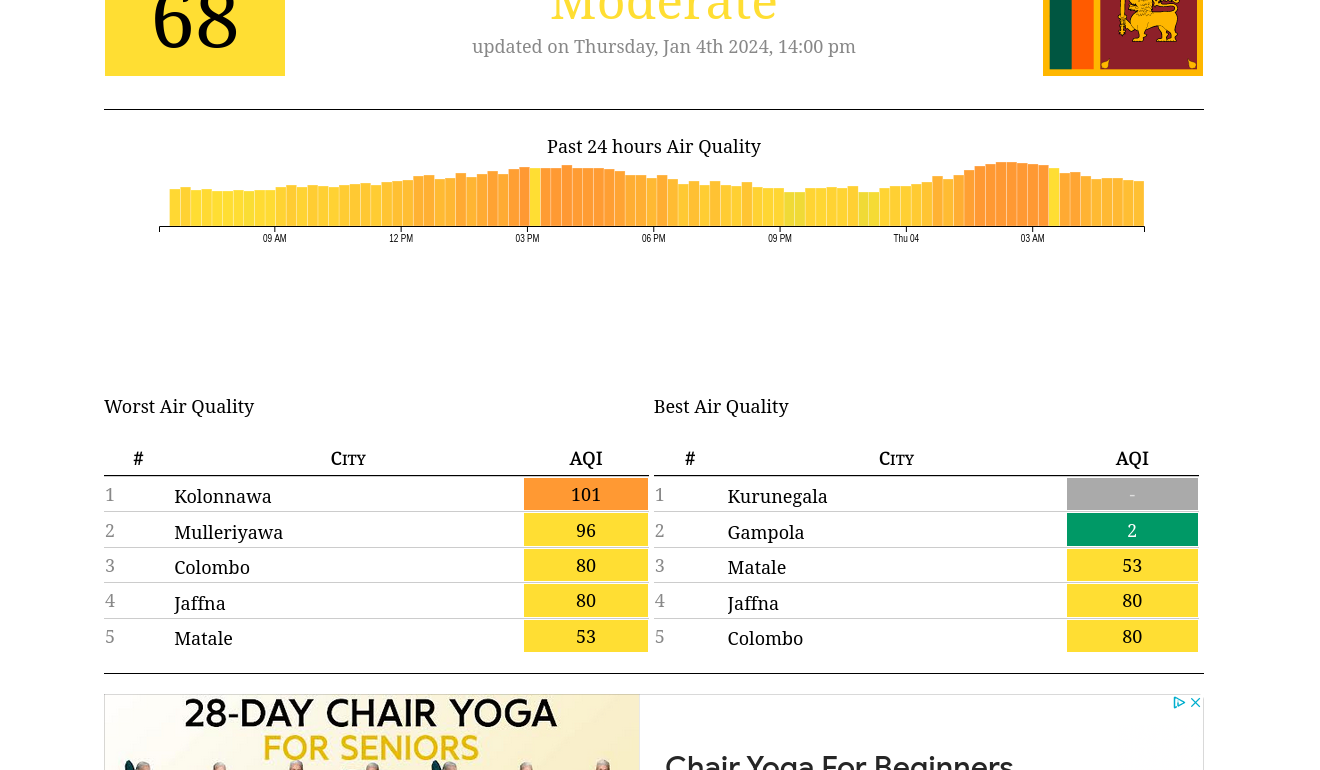 68
Moderate
updated on Thursday, Jan 4th 2024, 14:00 pm
Past 24 hours Air Quality
09 AM 12 PM 03 PM 06 PM 09 PM Thu 04 03 AM
Worst Air Quality
# City AQI
1 Kolonnawa 101
2 Mulleriyawa 96
3 Colombo 80
4 Jaffna 80
5 Matale 53
Best Air Quality
# City AQI
1 Kurunegala -
2 Gampola 2
3 Matale 53
4 Jaffna 80
5 Colombo 80
28-DAY CHAIR YOGA
FOR SENIORS
Chair Yoga For Beginners